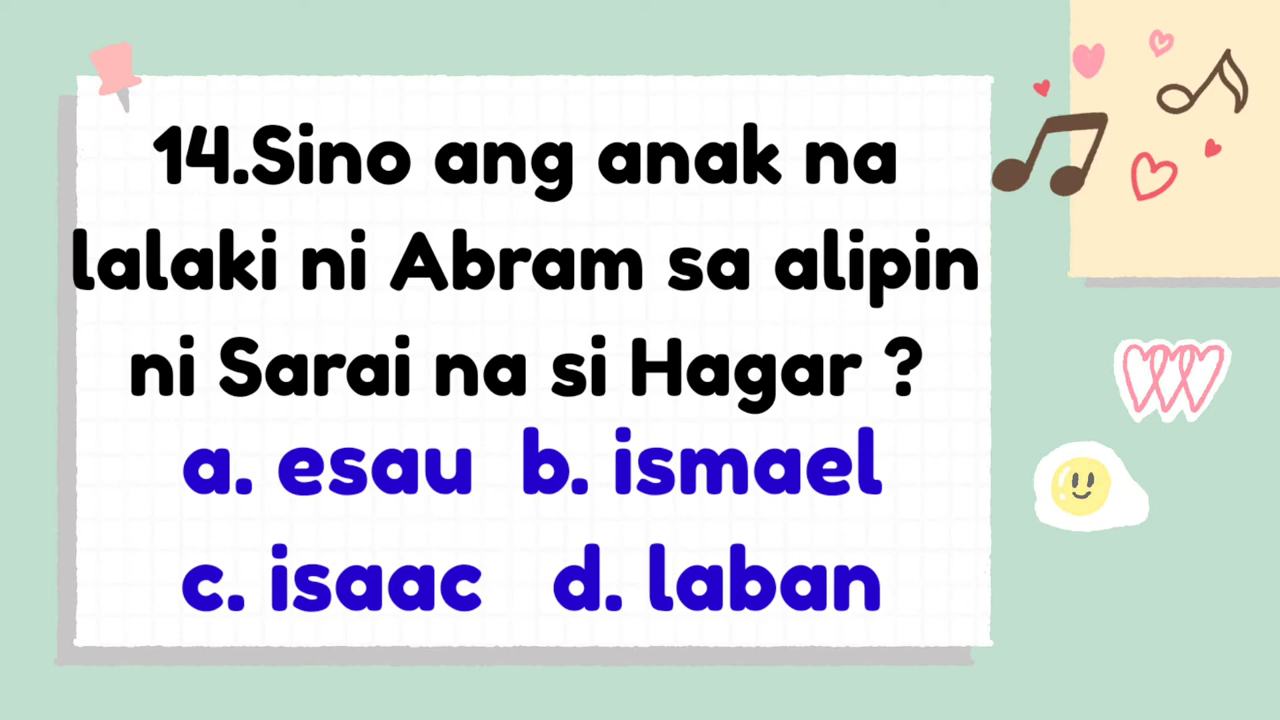 14.Sino ang anak na
lalaki ni Abram sa alipin
ni Sarai na si Hagar ?
a. esau b. ismael
c. isaac d. laban